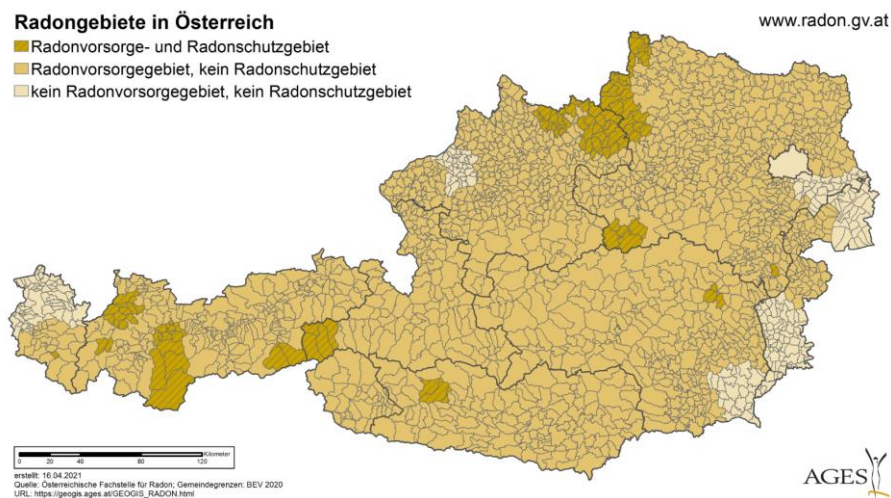 Radongebiete in Österreich
www.radon.gv.at
Radonvorsorge- und Radonschutzgebiet
Radonvorsorgegebiet, kein Radonschutzgebiet
kein Radonvorsorgegebiet, kein Radonschutzgebiet
Kilometer
0 20 40 80 120
erstellt: 16.04.2021
Quelle: Österreichische Fachstelle für Radon; Gemeindegrenzen: BEV 2020
URL: https://geogis.ages.at/GEOGIS_RADON.html
AGES